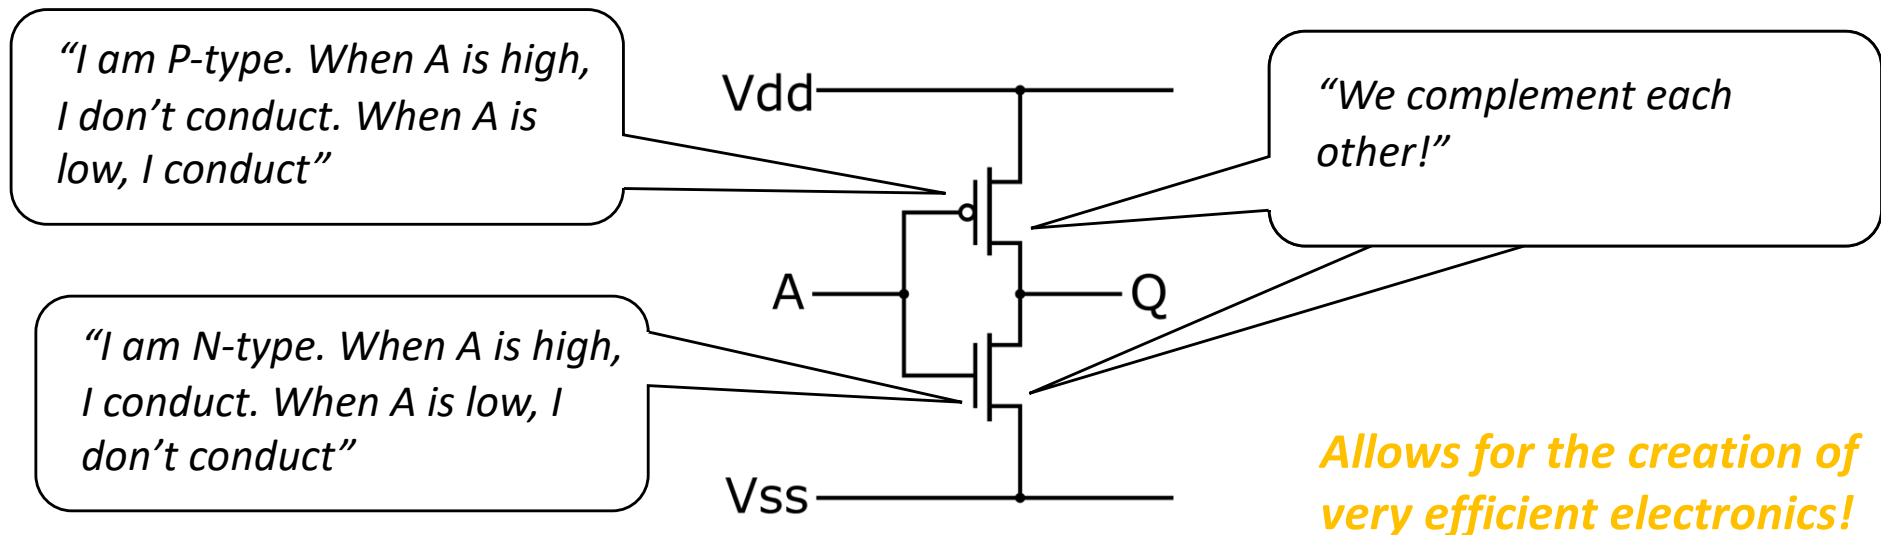 “I am P-type. When A is high,
I don’t conduct. When A is
low, I conduct”
Vdd
“We complement each
other!”
A
Q
“I am N-type. When A is high,
I conduct. When A is low, I
don’t conduct”
Vss
Allows for the creation of
very efficient electronics!